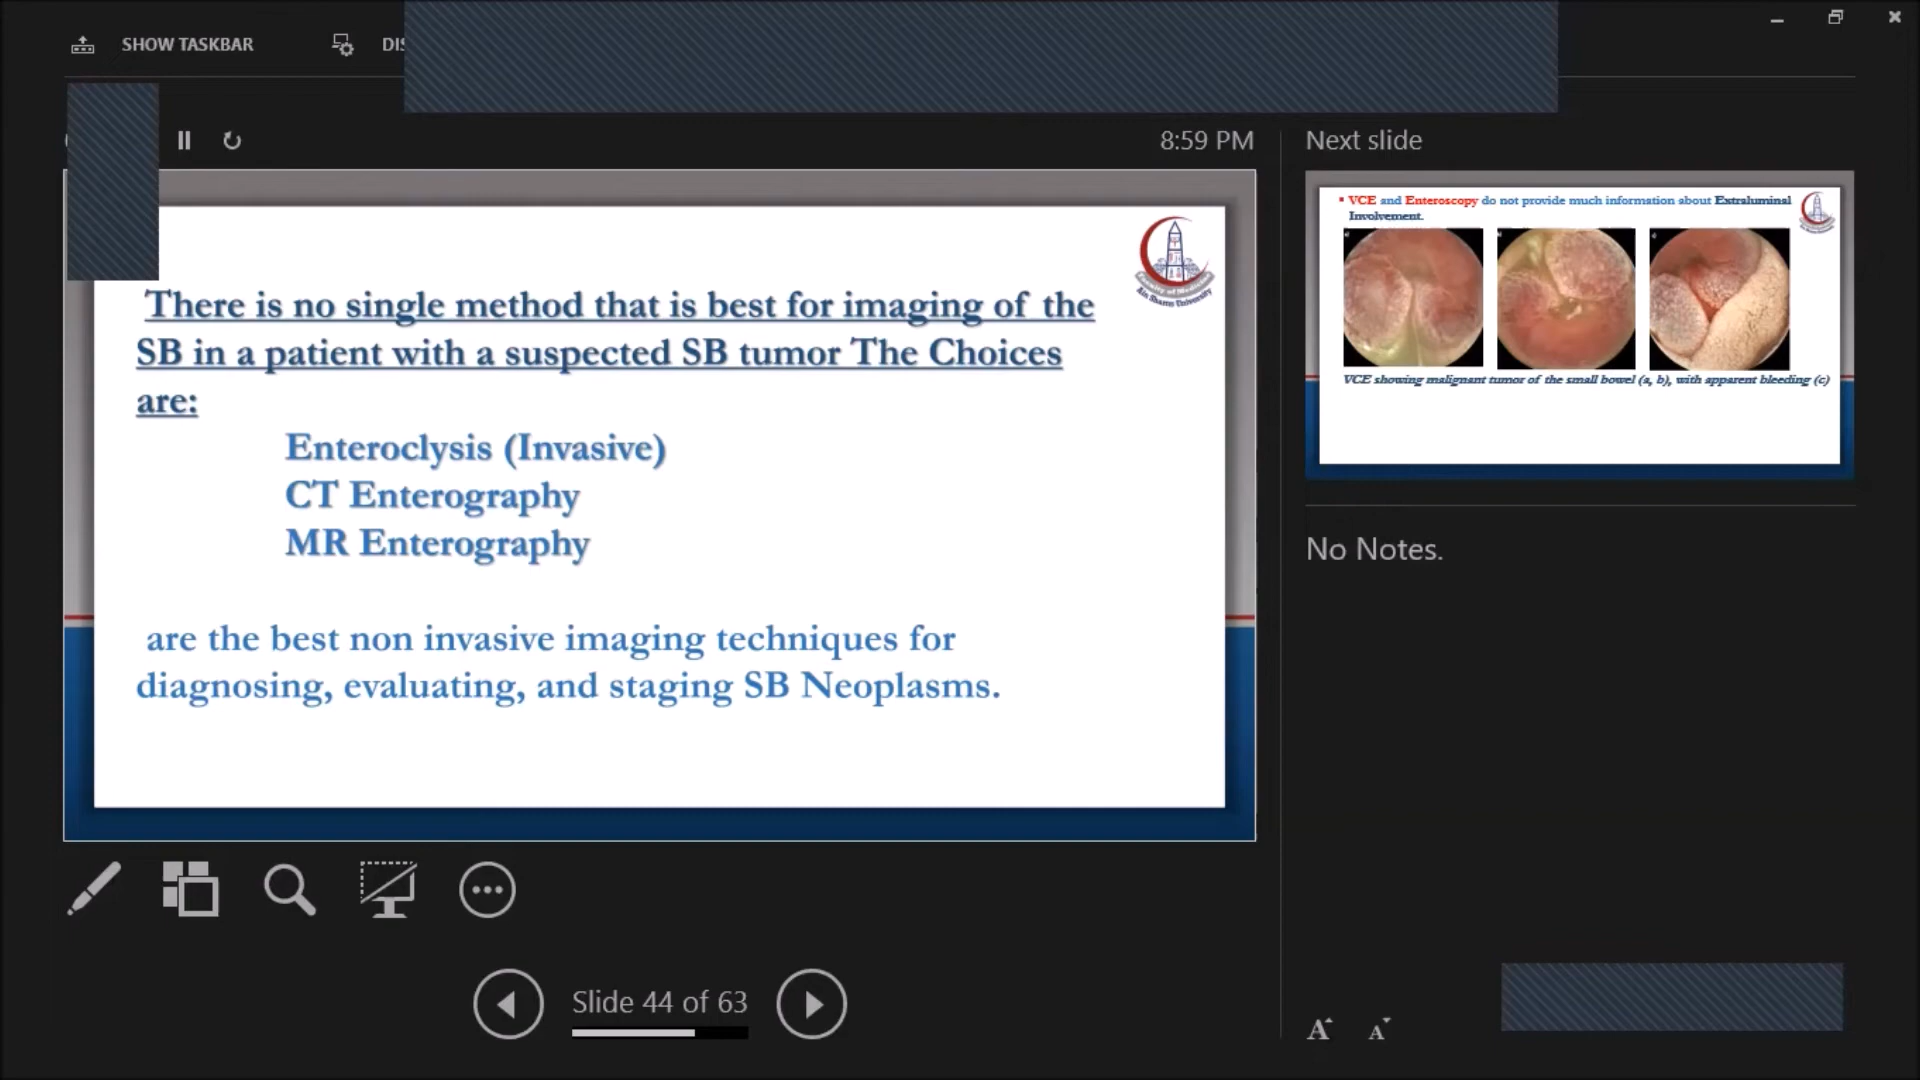 SHOW TASKBAR
8:59 PM
There is no single method that is best for imaging of the
SB in a patient with a suspected SB tumor The Choices
are:
Enteroclysis (Invasive)
CT Enterography
MR Enterography
are the best non invasive imaging techniques for
diagnosing, evaluating, and staging SB Neoplasms.
Ain Shams University
Slide 44 of 63
Next slide
▪ VCE and Enteroscopy do not provide much information about Extraluminal
Involvement.
VCE showing malignant tumor of the small bowel (a, b), with apparent bleeding (c)
No Notes.
A A